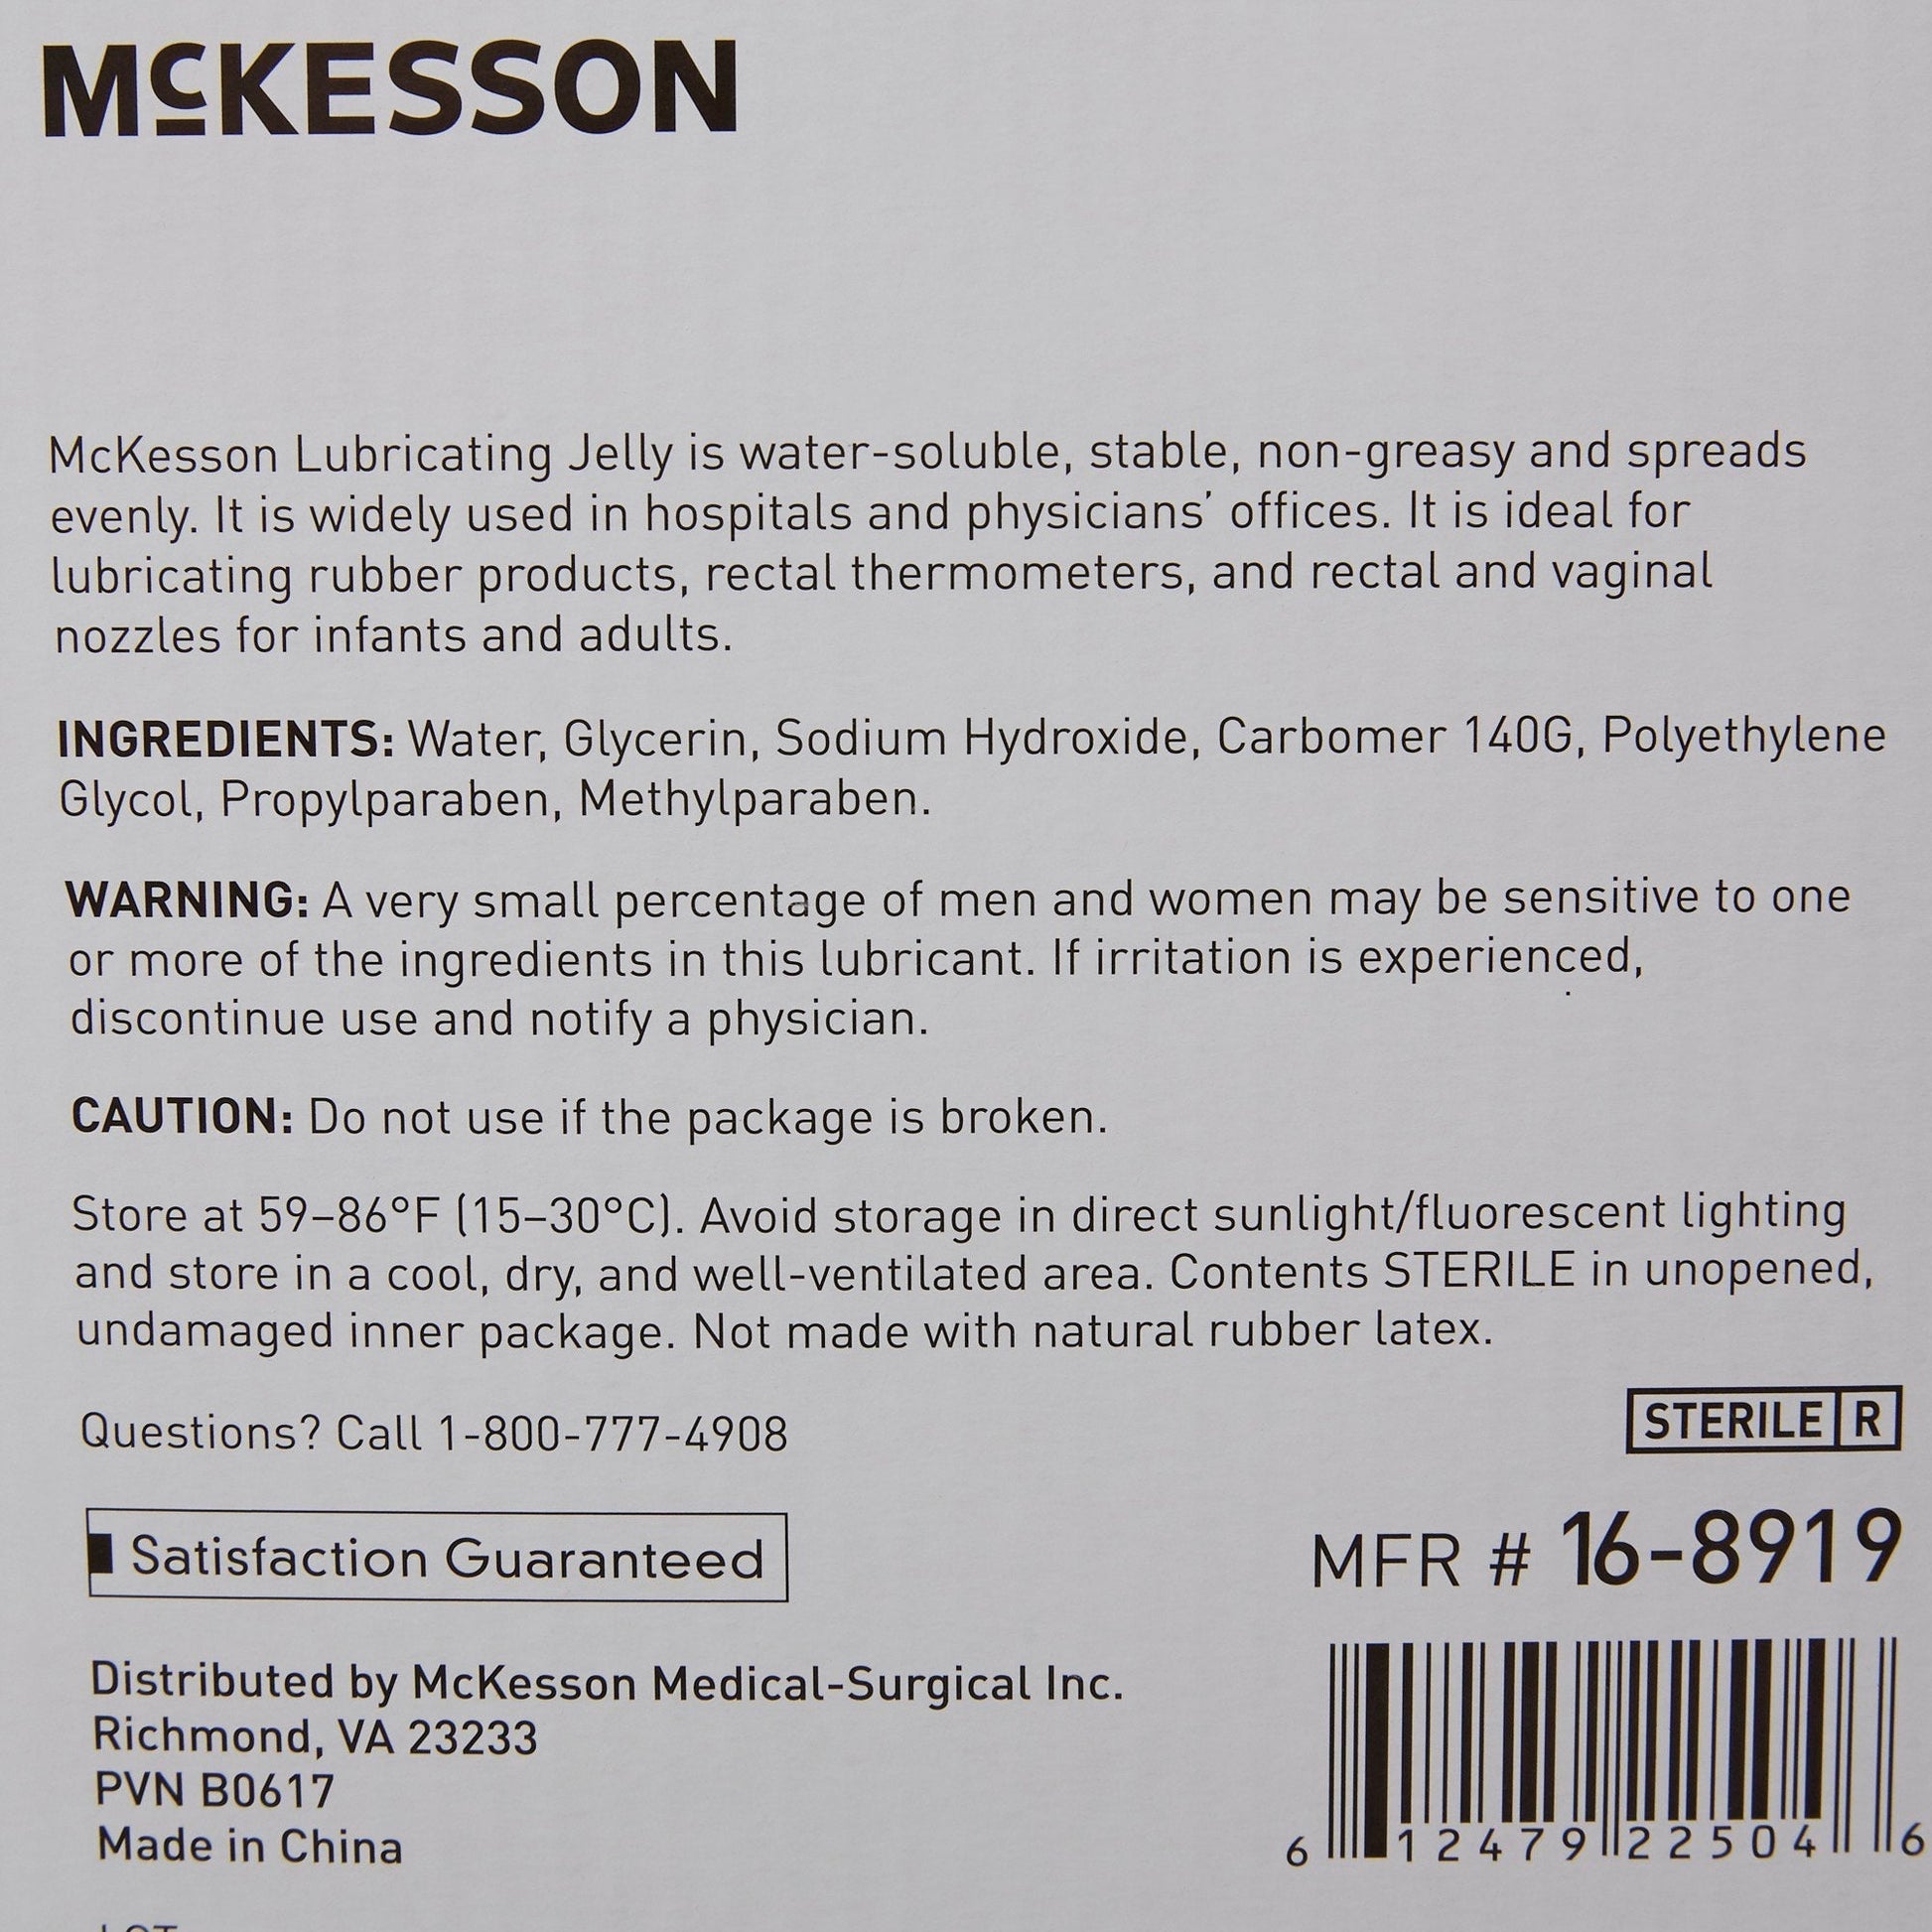 McKESSON
McKesson Lubricating Jelly is water-soluble, stable, non-greasy and spreads
evenly. It is widely used in hospitals and physicians’ offices. It is ideal for
lubricating rubber products, rectal thermometers, and rectal and vaginal
nozzles for infants and adults.
INGREDIENTS: Water, Glycerin, Sodium Hydroxide, Carbomer 140G, Polyethylene
Glycol, Propylparaben, Methylparaben.
WARNING: A very small percentage of men and women may be sensitive to one
or more of the ingredients in this lubricant. If irritation is experienced,
discontinue use and notify a physician.
CAUTION: Do not use if the package is broken.
Store at 59–86°F (15–30°C). Avoid storage in direct sunlight/fluorescent lighting
and store in a cool, dry, and well-ventilated area. Contents STERILE in unopened,
undamaged inner package. Not made with natural rubber latex.
Questions? Call 1-800-777-4908
STERILE R
Satisfaction Guaranteed
MFR # 16-8919
Distributed by McKesson Medical-Surgical Inc.
Richmond, VA 23233
PVN B0617
Made in China
6 12479 22504 6